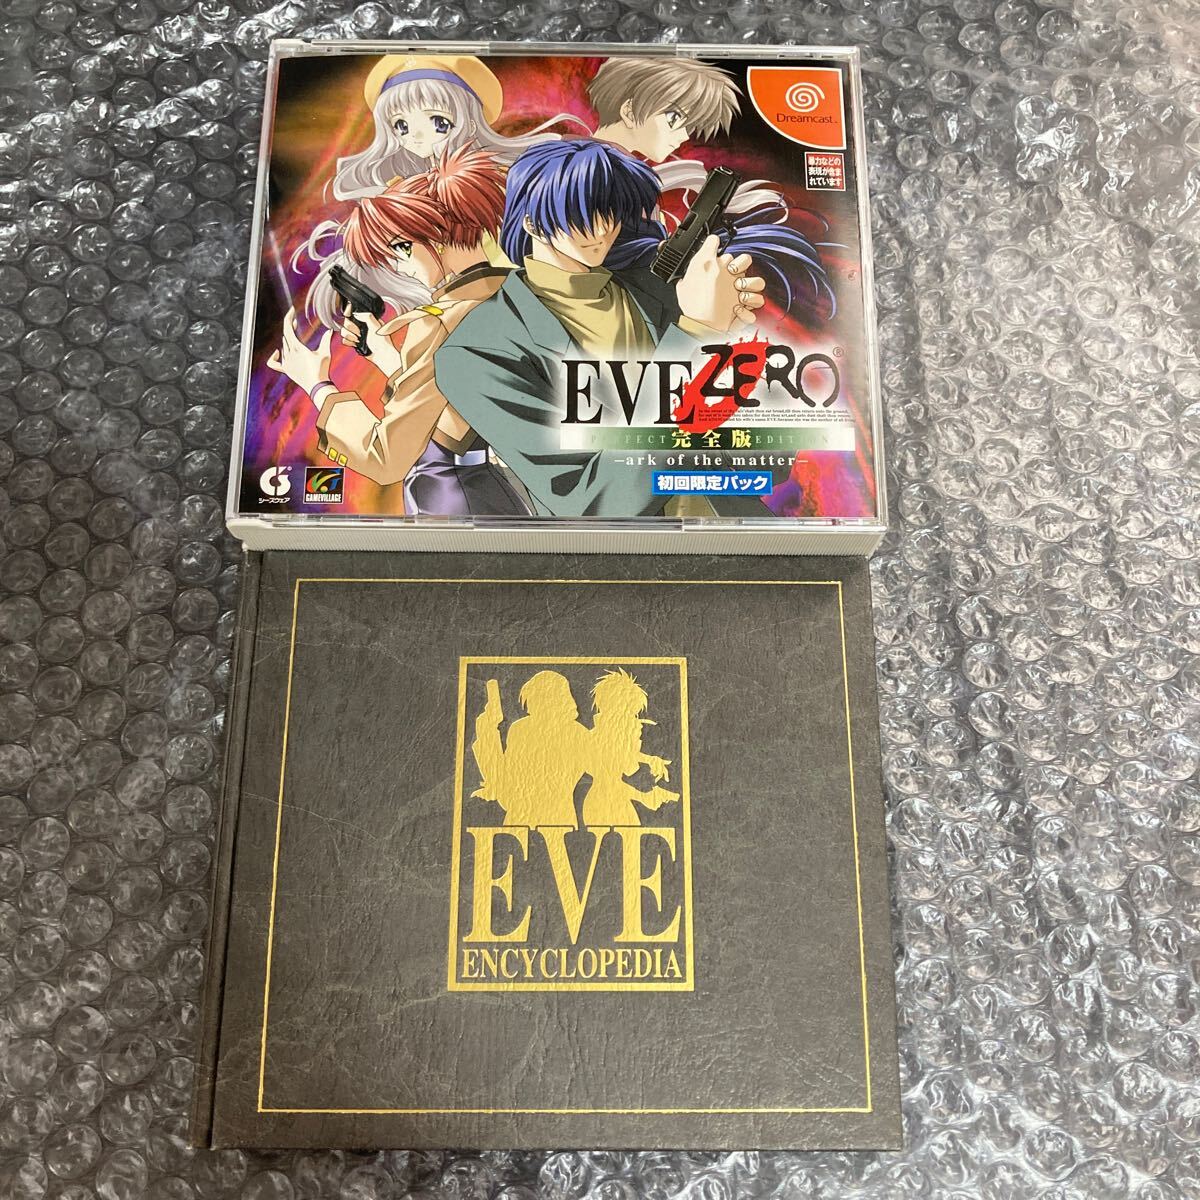 Dreamcast
暴力などの
表現が含ま
れています
EVE ZERO®
PERFECT 完全版 EDITION
—ark of the matter—
初回限定パック
シーズウェア
GAMEVILLAGE
EVE
ENCYCLOPEDIA